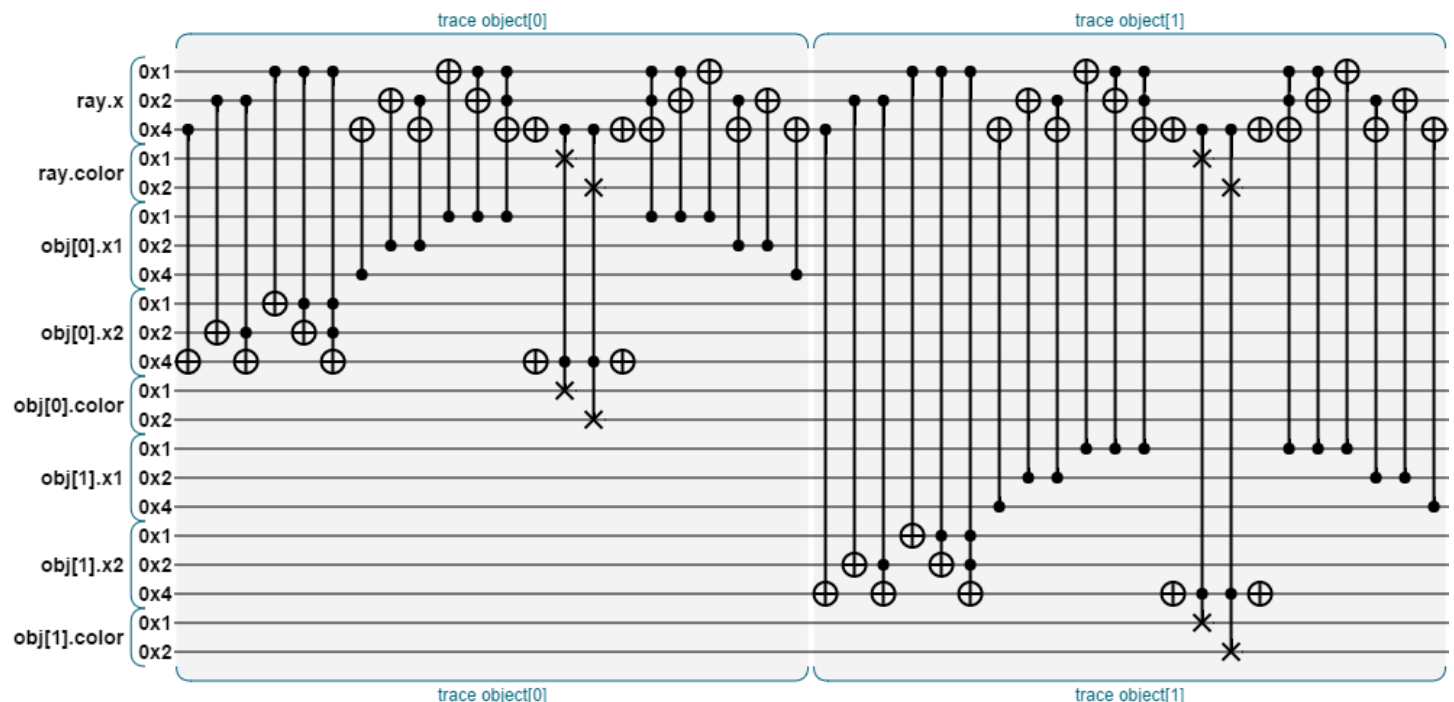 trace object[0] trace object[1]
0x1
ray.x 0x2
0x4
0x1
ray.color
0x2
0x1
obj[0].x1 0x2
0x4
0x1
obj[0].x2 0x2
0x4
0x1
obj[0].color
0x2
0x1
obj[1].x1 0x2
0x4
0x1
obj[1].x2 0x2
0x4
0x1
obj[1].color
0x2
trace object[0] trace object[1]